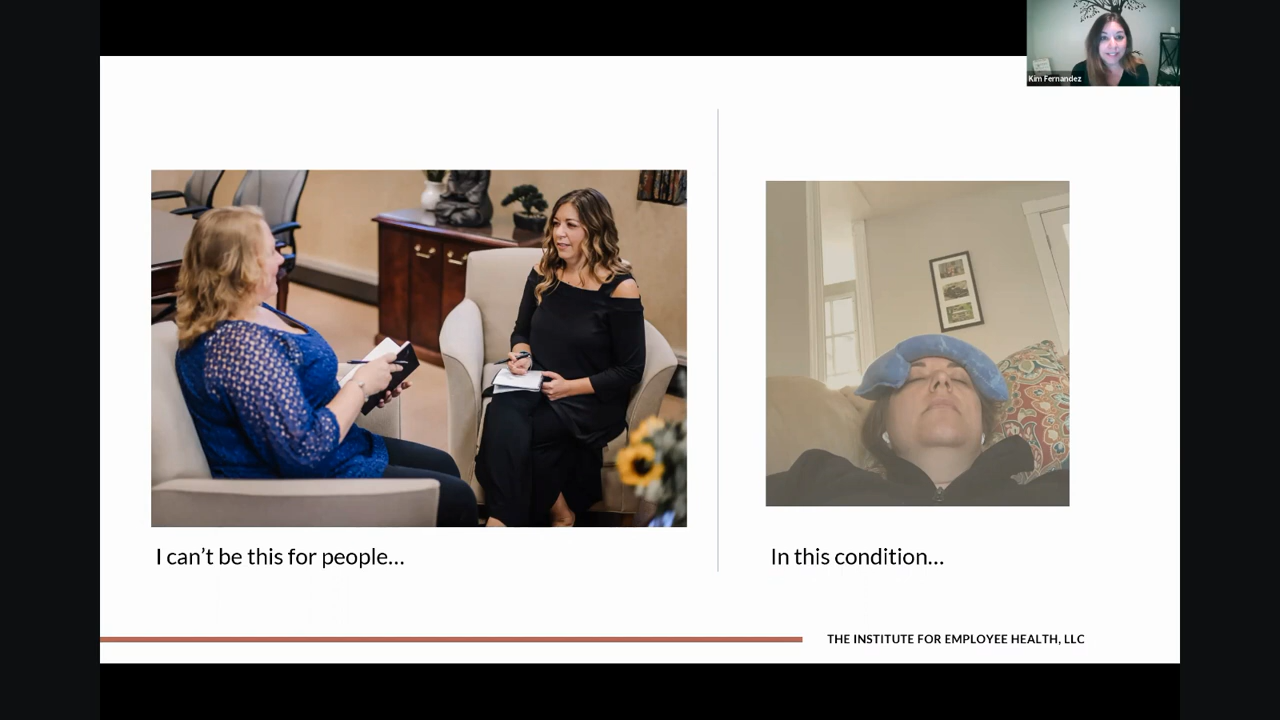 Kim Fernandez
I can't be this for people...
In this condition...
THE INSTITUTE FOR EMPLOYEE HEALTH, LLC